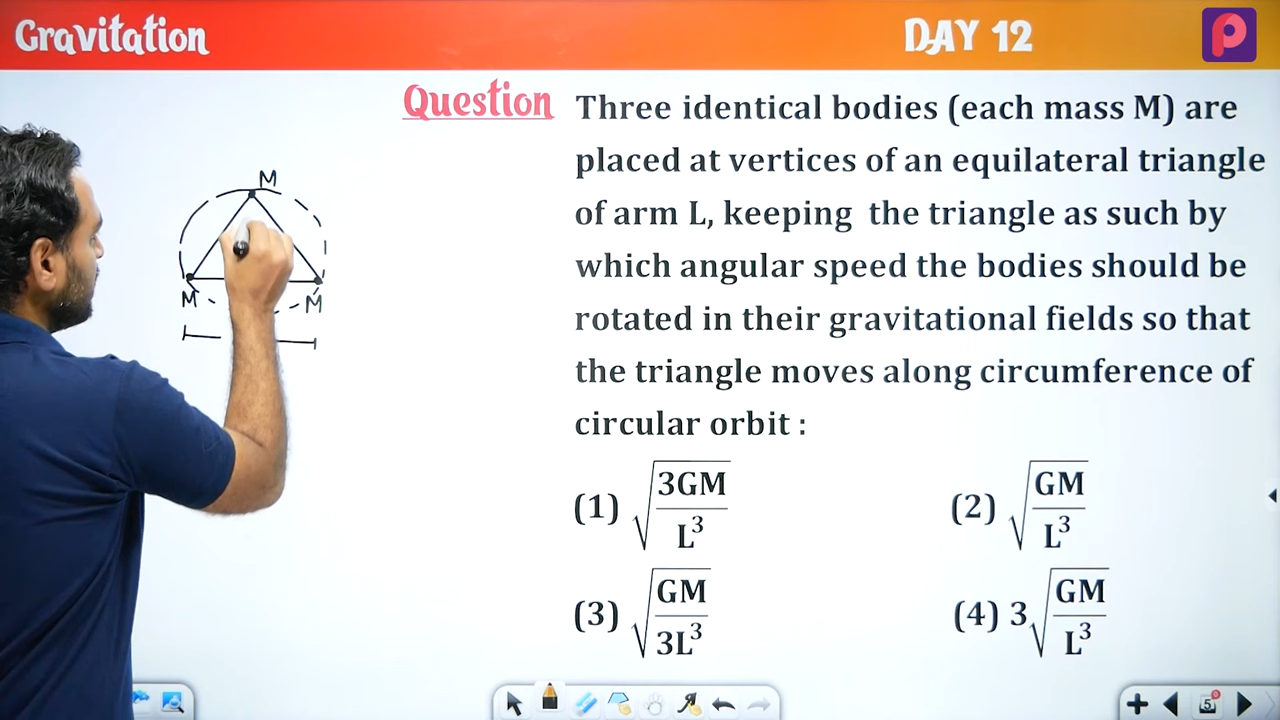 Gravitation
DAY 12
Question
Three identical bodies (each mass M) are
placed at vertices of an equilateral triangle
of arm L, keeping the triangle as such by
which angular speed the bodies should be
rotated in their gravitational fields so that
the triangle moves along circumference of
circular orbit :
(1) √(3GM/L³)
(2) √(GM/L³)
(3) √(GM/3L³)
(4) 3√(GM/L³)
M
M
M
5